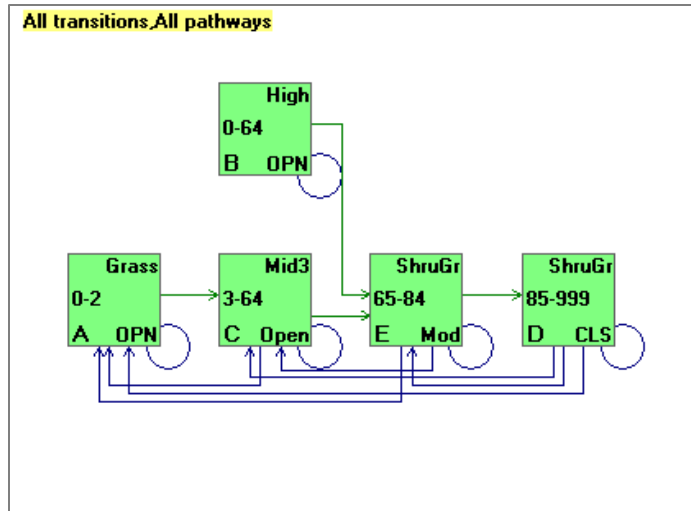 All transitions,All pathways
High
0-64
B OPN
Grass
0-2
A OPN
Mid3
3-64
C Open
ShruGr
65-84
E Mod
ShruGr
85-999
D CLS